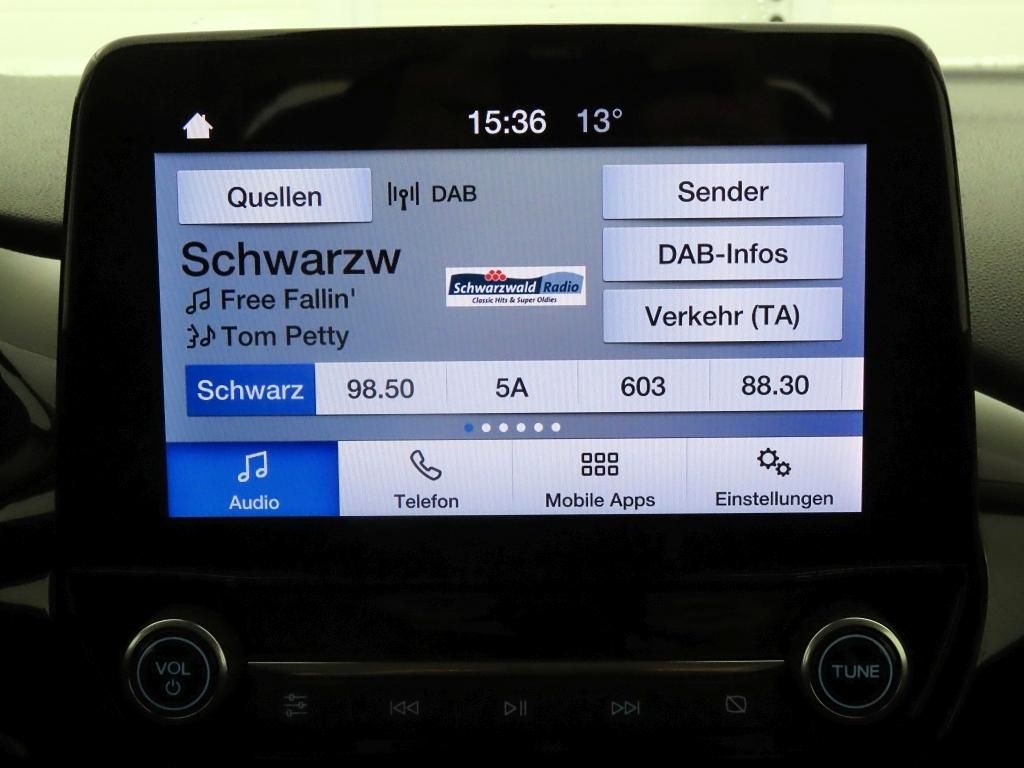 15:36 13°
Quellen DAB Sender
DAB-Infos
Schwarzw
Schwarzwald Radio
Classic Hits & Super Oldies
Free Fallin'
Verkehr (TA)
Tom Petty
Schwarz 98.50 5A 603 88.30
Audio Telefon Mobile Apps Einstellungen
VOL TUNE